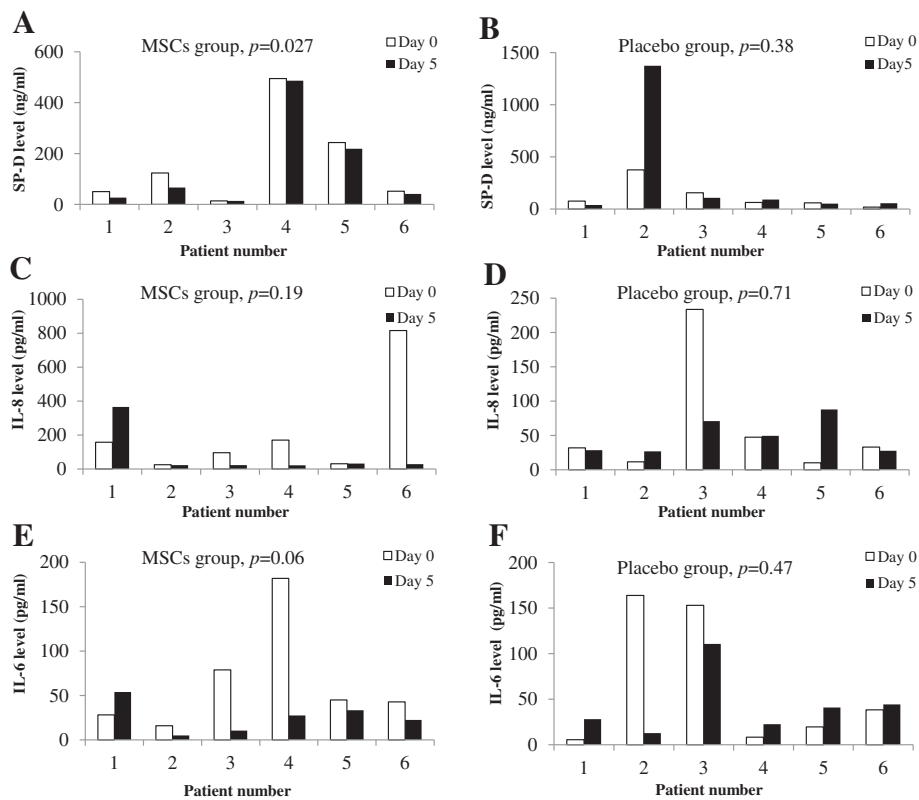 A
MSCs group, p=0.027
Day 0
Day 5
SP-D level (ng/ml)
600
400
200
0
1 2 3 4 5 6
Patient number
B
Placebo group, p=0.38
Day 0
Day5
SP-D level (ng/ml)
1500
1000
500
0
1 2 3 4 5 6
Patient number
C
MSCs group, p=0.19
Day 0
Day 5
IL-8 level (pg/ml)
1000
800
600
400
200
0
1 2 3 4 5 6
Patient number
D
Placebo group, p=0.71
Day 0
Day 5
IL-8 level (pg/ml)
250
200
150
100
50
0
1 2 3 4 5 6
Patient number
E
MSCs group, p=0.06
Day 0
Day 5
IL-6 level (pg/ml)
200
150
100
50
0
1 2 3 4 5 6
Patient number
F
Placebo group, p=0.47
Day 0
Day 5
IL-6 level (pg/ml)
200
150
100
50
0
1 2 3 4 5 6
Patient number